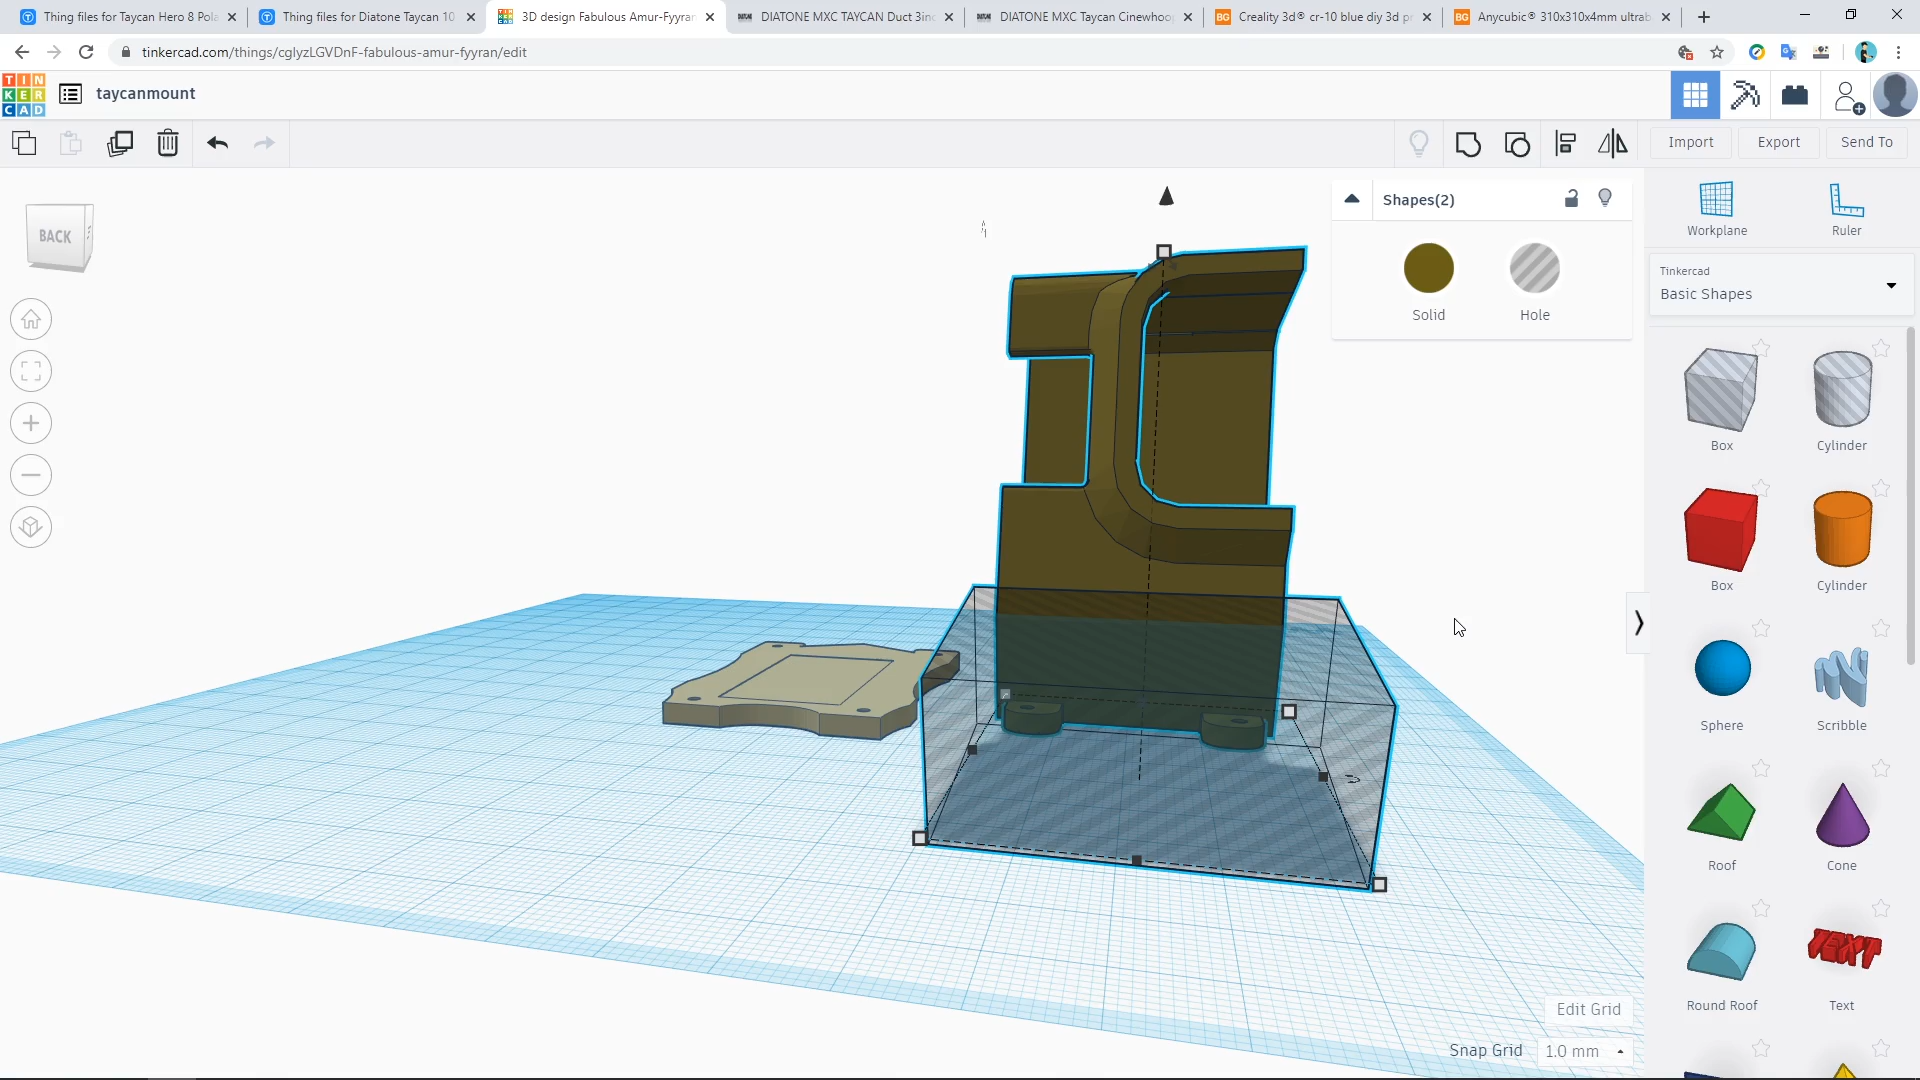 Thing files for Taycan Hero 8 Pola
Thing files for Diatone Taycan 10
3D design Fabulous Amur-Fyyran
DIATONE MXC TAYCAN Duct 3inc
DIATONE MXC Taycan Cinewhoo
Creality 3d® cr-10 blue diy 3d pr
Anycubic® 310x310x4mm ultrab
tinkercad.com/things/cglyzLGVDnF-fabulous-amur-fyyran/edit
TIN
KER
CAD
taycanmount
Import
Export
Send To
BACK
Shapes(2)
Solid
Hole
Workplane
Ruler
Tinkercad
Basic Shapes
Box
Cylinder
Box
Cylinder
Sphere
Scribble
Roof
Cone
TEXT
Round Roof
Text
Edit Grid
Snap Grid
1.0 mm